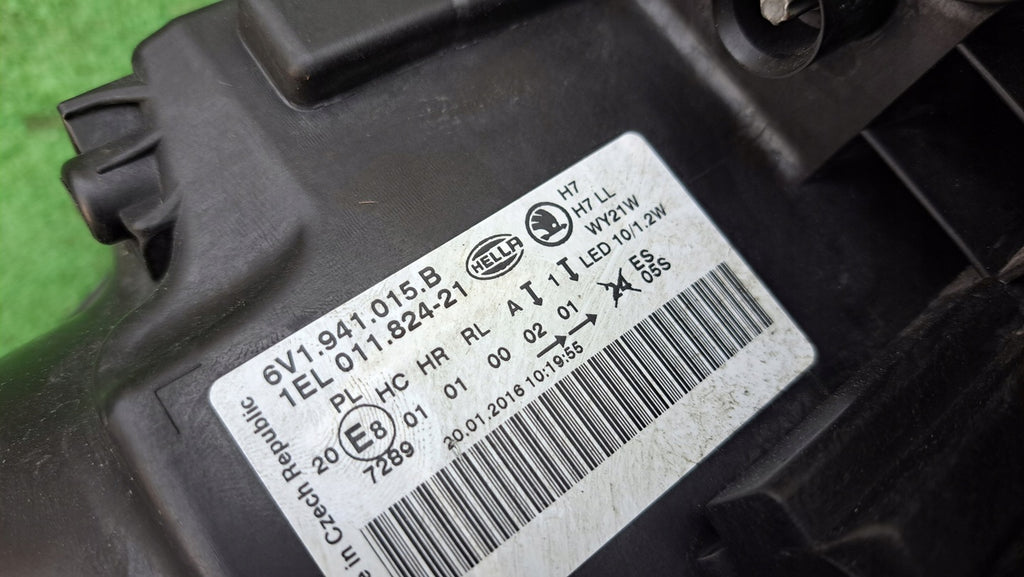 6V1.941.015.B
1EL 011.824-21
HELLA
H7
H7 LL
WY21W
LED 10/1.2W
PL HC HR RL A 1
20 E8 01 01 00 02 01
7289
20.01.2016 10:19:55
ES
05S
e in Czech Republic